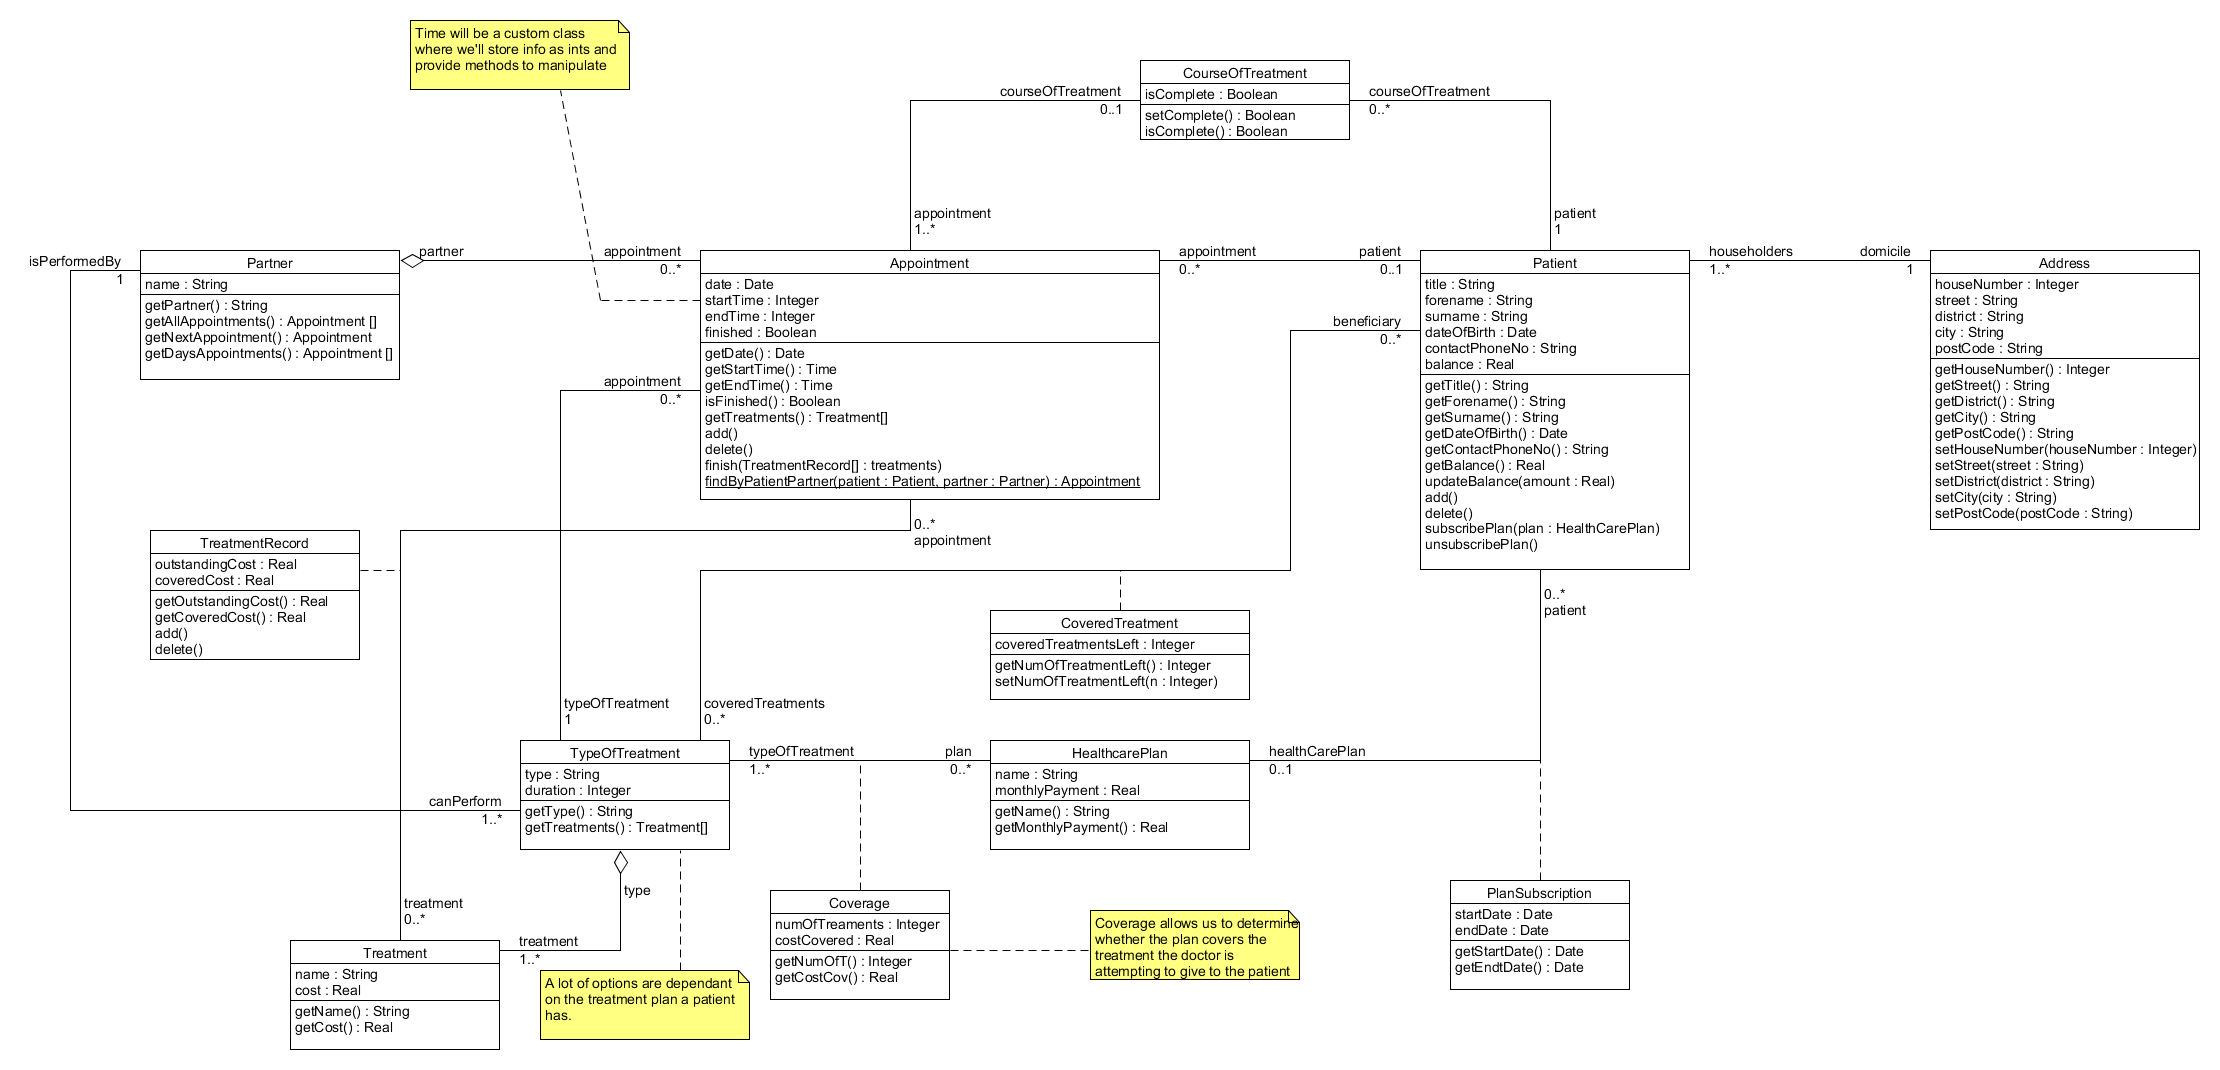 Time will be a custom class
where we'll store info as ints and
provide methods to manipulate
CourseOfTreatment
isComplete : Boolean
setComplete() : Boolean
isComplete() : Boolean
courseOfTreatment
0..1
courseOfTreatment
0..*
appointment
1..*
patient
1
isPerformedBy
1
Partner
name : String
getPartner() : String
getAllAppointments() : Appointment []
getNextAppointment() : Appointment
getDaysAppointments() : Appointment []
partner
appointment
0..*
Appointment
date : Date
startTime : Integer
endTime : Integer
finished : Boolean
getDate() : Date
getStartTime() : Time
getEndTime() : Time
isFinished() : Boolean
getTreatments() : Treatment[]
add()
delete()
finish(TreatmentRecord[] : treatments)
findByPatientPartner(patient : Patient, partner : Partner) : Appointment
appointment
0..*
patient
0..1
beneficiary
0..*
Patient
title : String
forename : String
surname : String
dateOfBirth : Date
contactPhoneNo : String
balance : Real
getTitle() : String
getForename() : String
getSurname() : String
getDateOfBirth() : Date
getContactPhoneNo() : String
getBalance() : Real
updateBalance(amount : Real)
add()
delete()
subscribePlan(plan : HealthCarePlan)
unsubscribePlan()
householders
1..*
domicile
1
Address
houseNumber : Integer
street : String
district : String
city : String
postCode : String
getHouseNumber() : Integer
getStreet() : String
getDistrict() : String
getCity() : String
getPostCode() : String
setHouseNumber(houseNumber : Integer)
setStreet(street : String)
setDistrict(district : String)
setCity(city : String)
setPostCode(postCode : String)
appointment
0..*
0..*
appointment
TreatmentRecord
outstandingCost : Real
coveredCost : Real
getOutstandingCost() : Real
getCoveredCost() : Real
add()
delete()
CoveredTreatment
coveredTreatmentsLeft : Integer
getNumOfTreatmentLeft() : Integer
setNumOfTreatmentLeft(n : Integer)
0..*
patient
typeOfTreatment
1
coveredTreatments
0..*
canPerform
1..*
TypeOfTreatment
type : String
duration : Integer
getType() : String
getTreatments() : Treatment[]
typeOfTreatment
1..*
plan
0..*
HealthcarePlan
name : String
monthlyPayment : Real
getName() : String
getMonthlyPayment() : Real
healthCarePlan
0..1
type
treatment
0..*
Treatment
name : String
cost : Real
getName() : String
getCost() : Real
treatment
1..*
A lot of options are dependant
on the treatment plan a patient
has.
Coverage
numOfTreaments : Integer
costCovered : Real
getNumOfT() : Integer
getCostCov() : Real
Coverage allows us to determine
whether the plan covers the
treatment the doctor is
attempting to give to the patient
PlanSubscription
startDate : Date
endDate : Date
getStartDate() : Date
getEndtDate() : Date